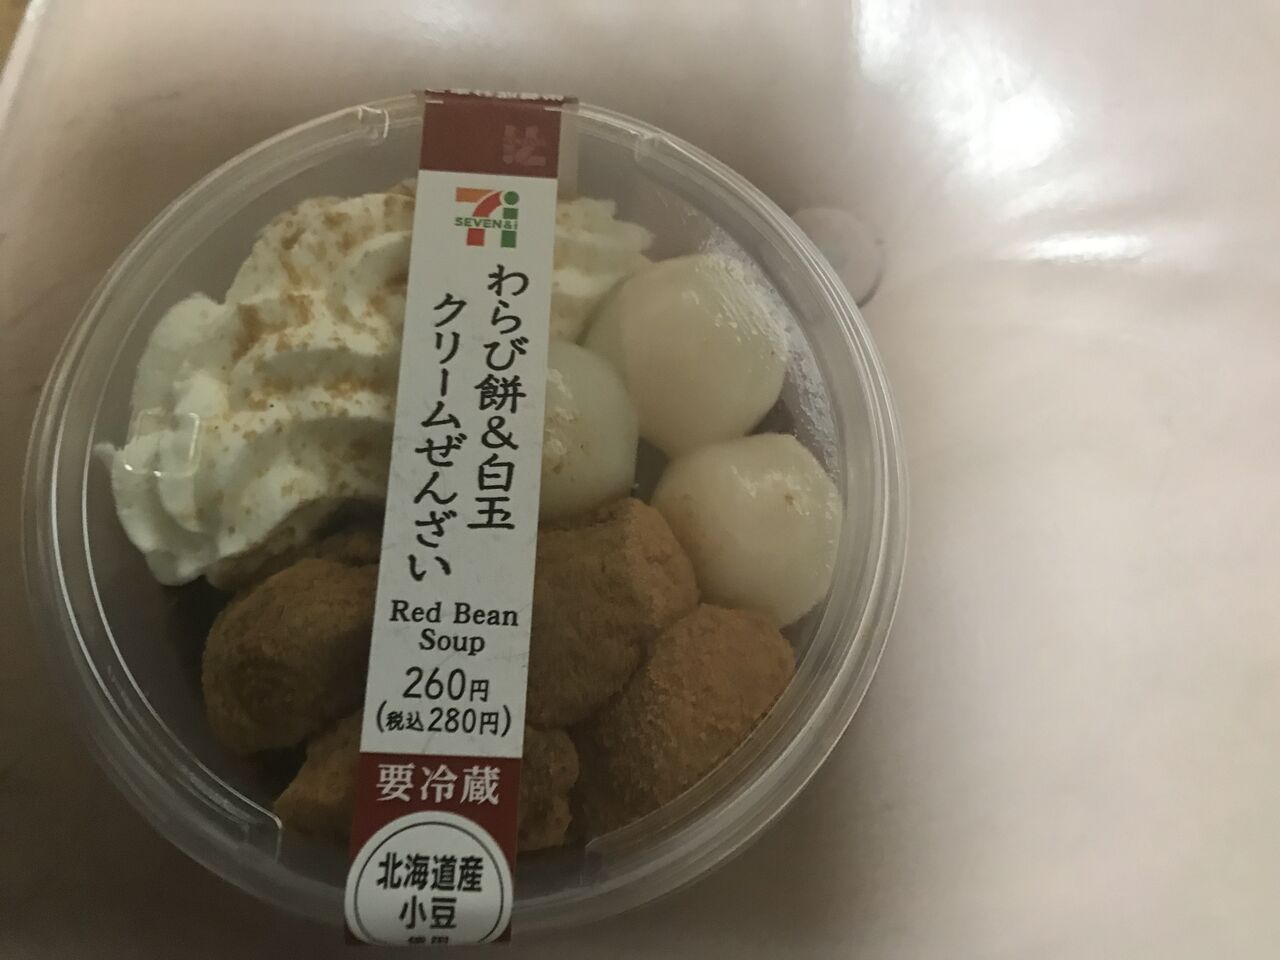 SEVEN&i
わらび餅&白玉
クリームぜんざい
Red Bean
Soup
260円
(税込280円)
要冷蔵
北海道産
小豆